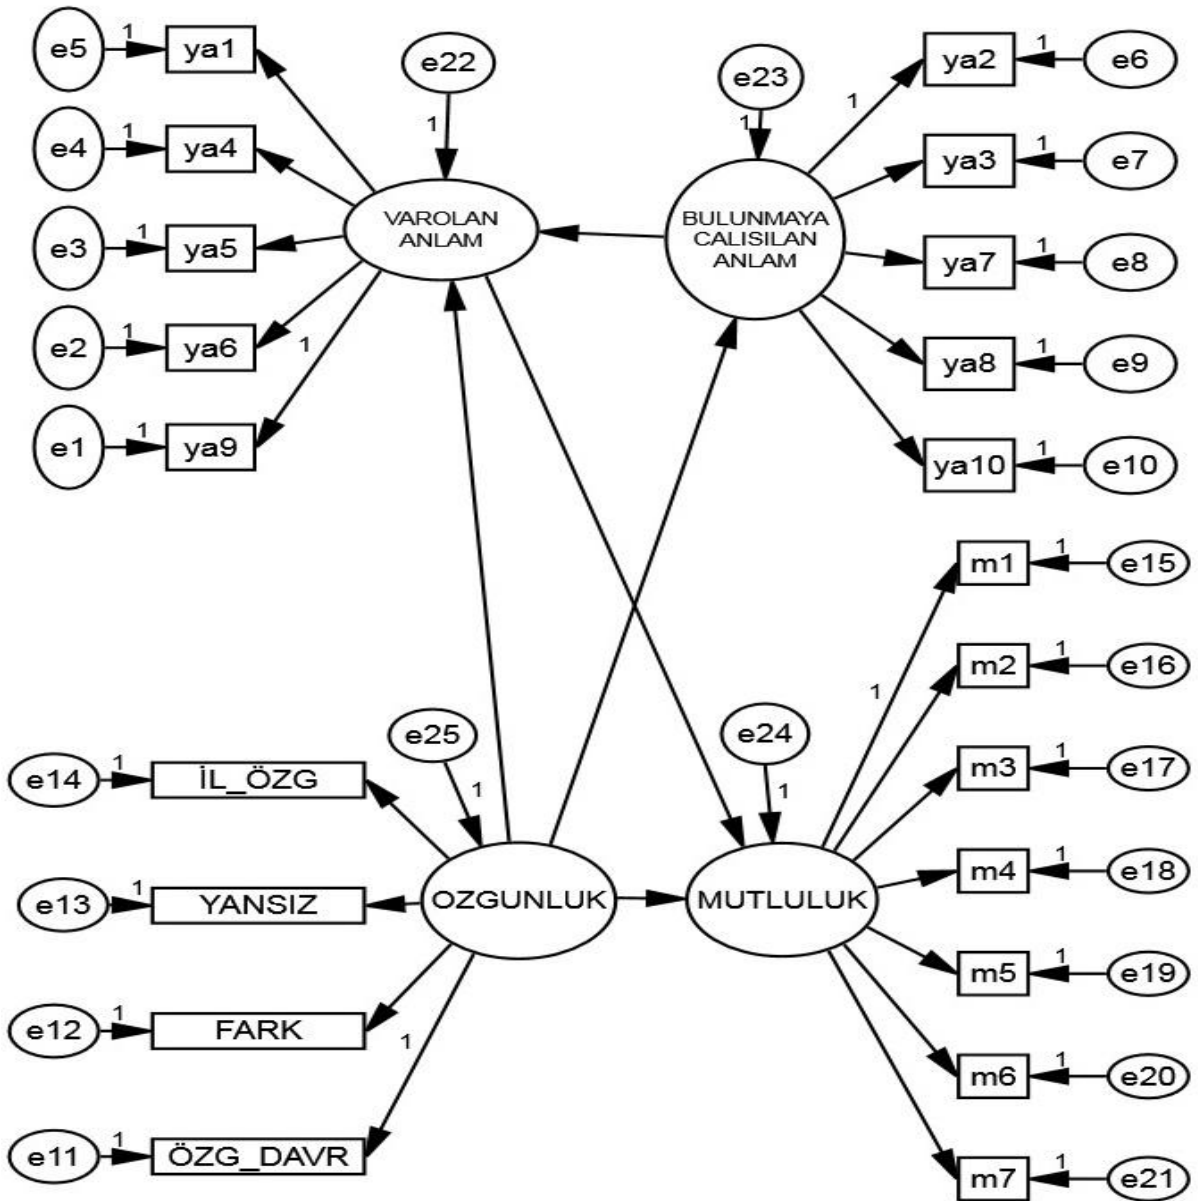 e5 1 ya1
e22
1
e23
1
ya2 1 e6
1
e4 1 ya4
ya3 1 e7
VAROLAN
ANLAM
BULUNMAYA
CALISILAN
ANLAM
e3 1 ya5
ya7 1 e8
e2 1 ya6
1
ya8 1 e9
e1 1 ya9
ya10 1 e10
m1 1 e15
m2 1 e16
1
e25
1
e24
1
m3 1 e17
e14 1 İL_ÖZG
m4 1 e18
e13 1 YANSIZ
OZGUNLUK
MUTLULUK
m5 1 e19
e12 1 FARK
1
m6 1 e20
e11 1 ÖZG_DAVR
m7 1 e21